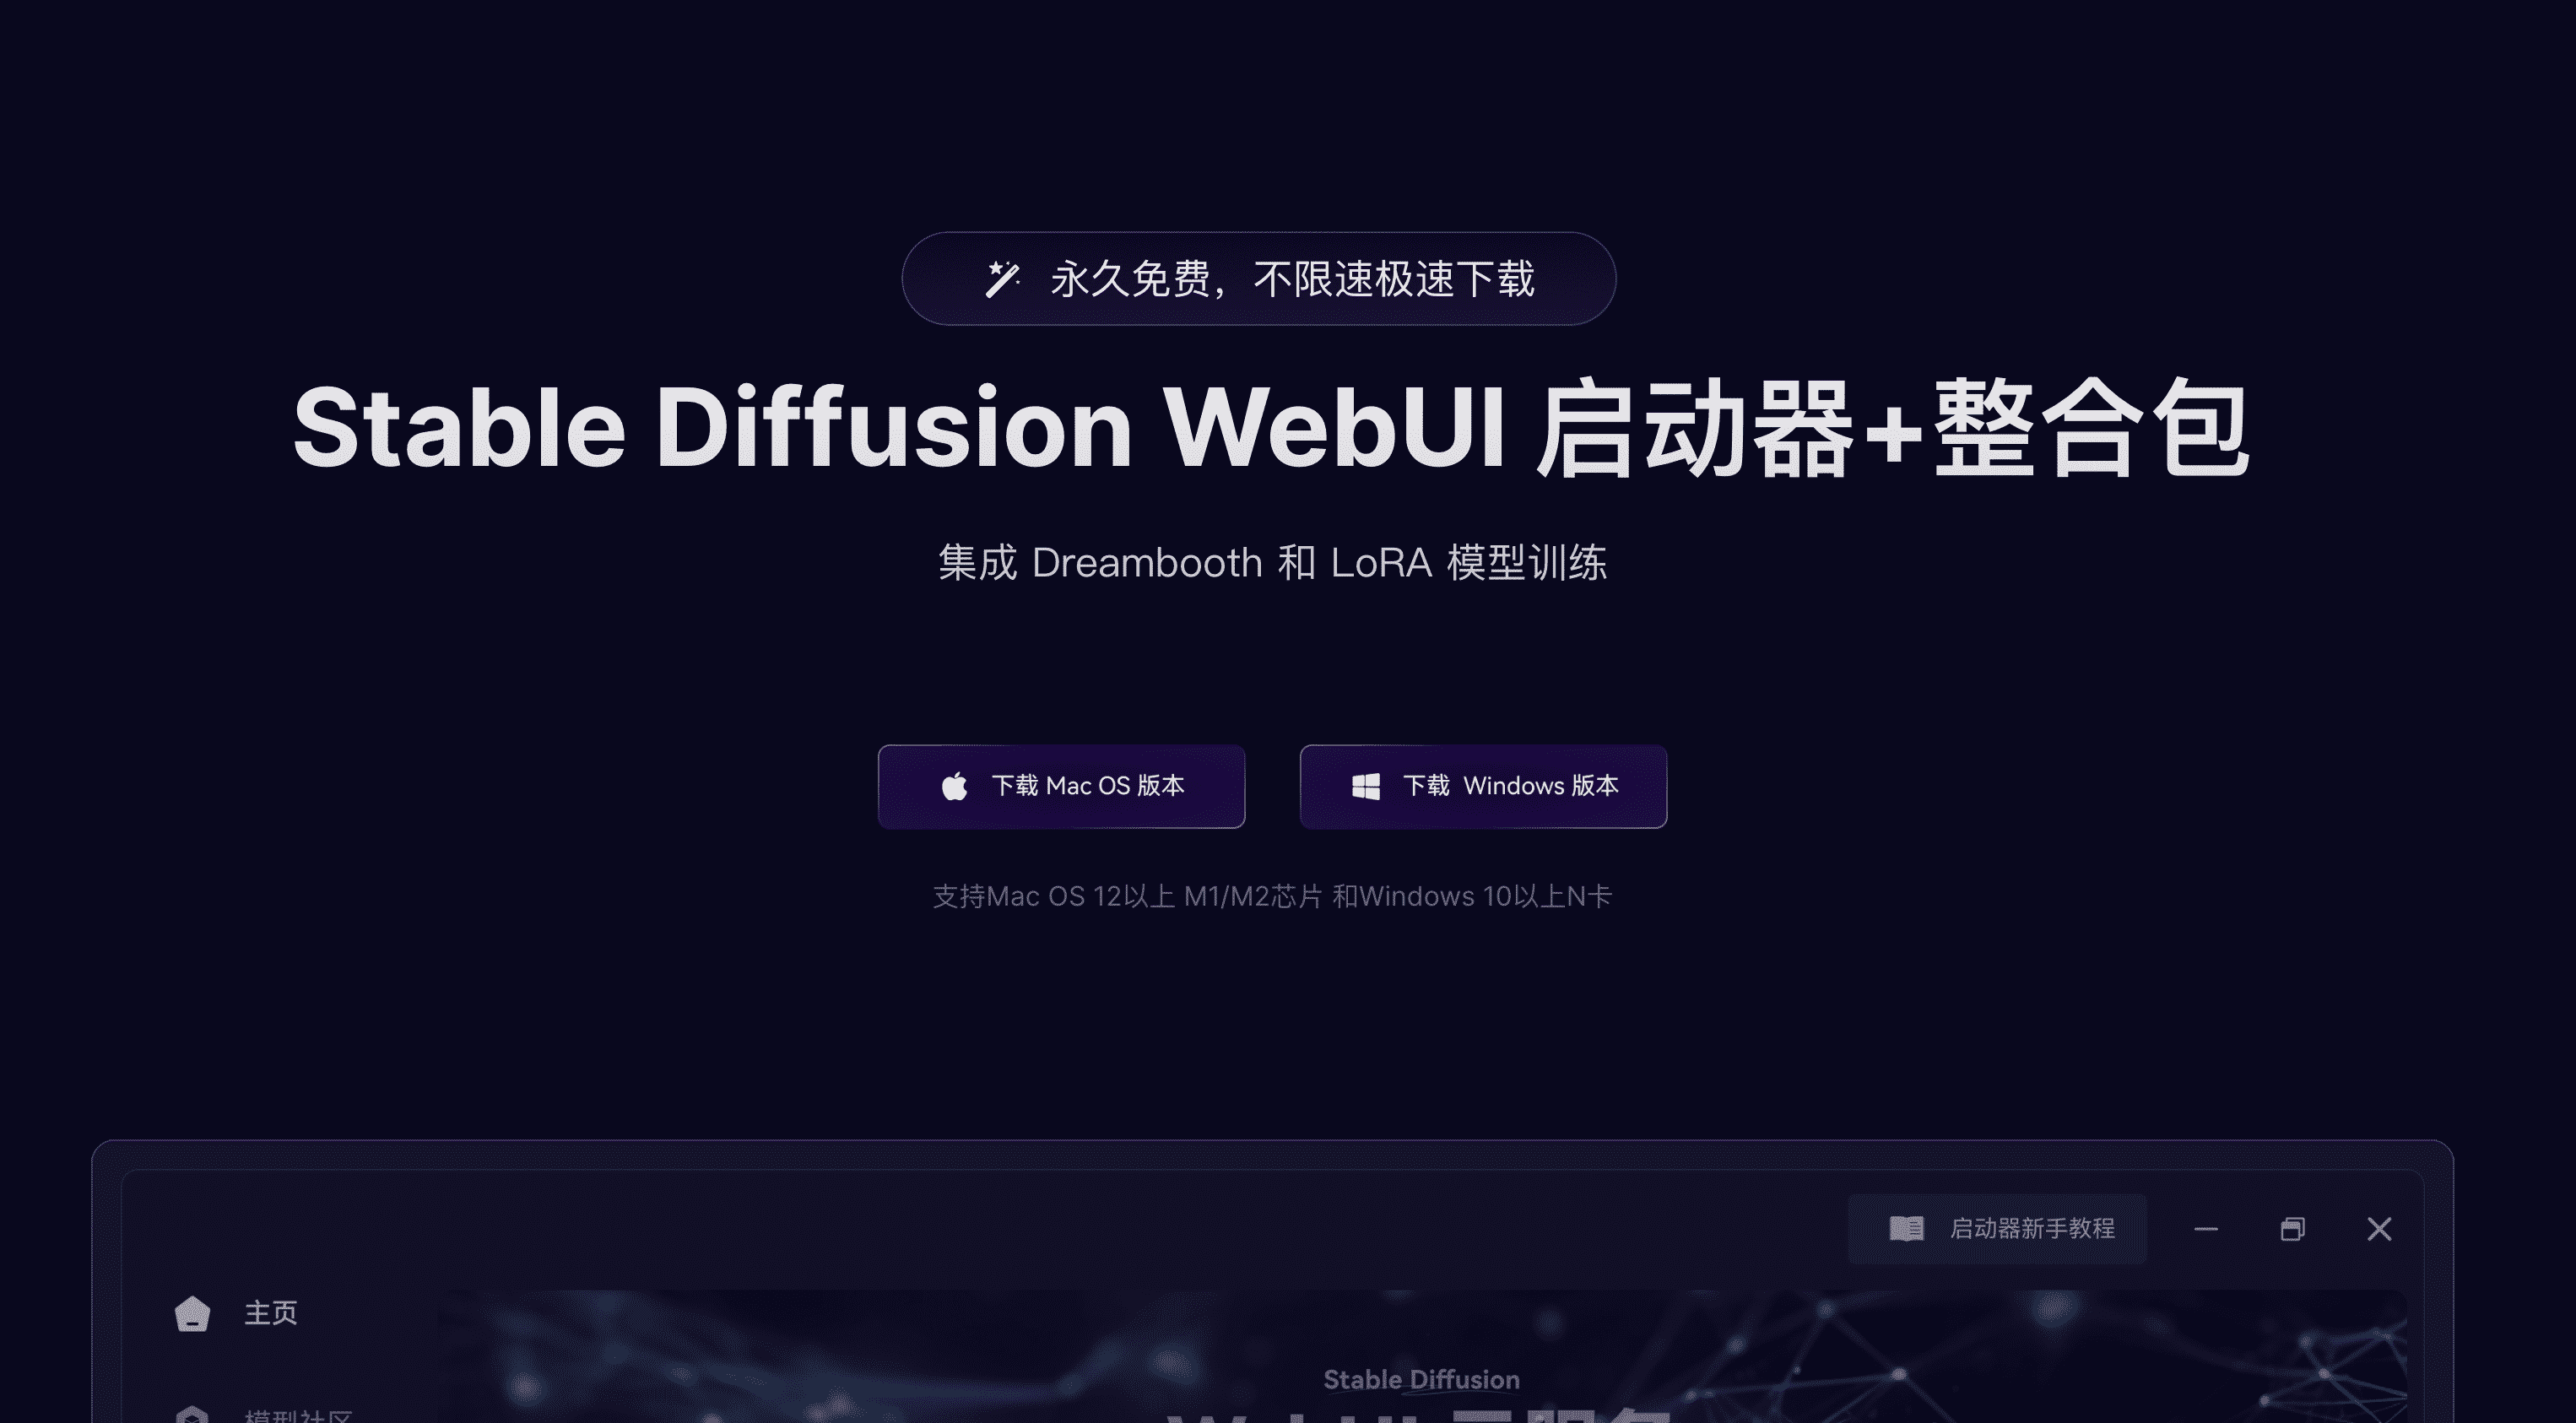 永久免费，不限速极速下载
Stable Diffusion WebUI 启动器+整合包
集成 Dreambooth 和 LoRA 模型训练
下载 Mac OS 版本
下载 Windows 版本
支持Mac OS 12以上 M1/M2芯片 和Windows 10以上N卡
启动器新手教程
主页
Stable Diffusion
模型社区